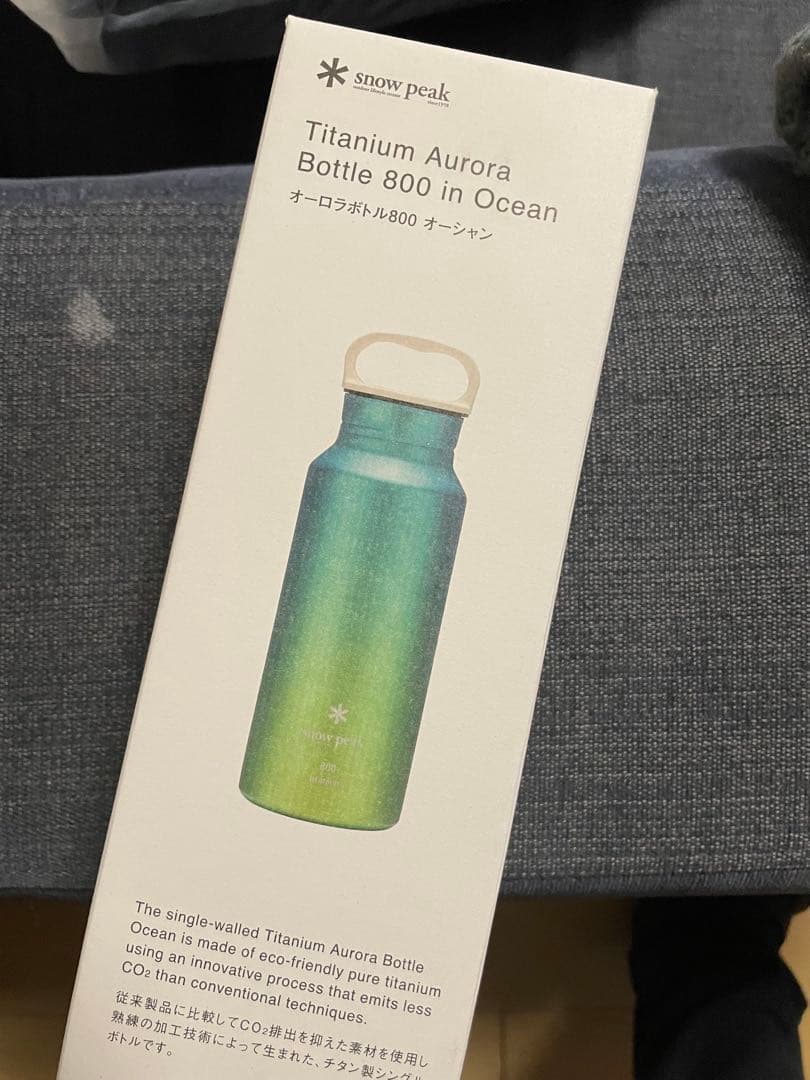 snow peak
outdoor lifestyle creator
since1958
Titanium Aurora
Bottle 800 in Ocean
オーロラボトル800 オーシャン
snow peak
800
titanium
The single-walled Titanium Aurora Bottle
Ocean is made of eco-friendly pure titanium
using an innovative process that emits less
CO2 than conventional techniques.
従来製品に比較してCO2排出を抑えた素材を使用し
熟練の加工技術によって生まれた、チタン製シングル
ボトルです。